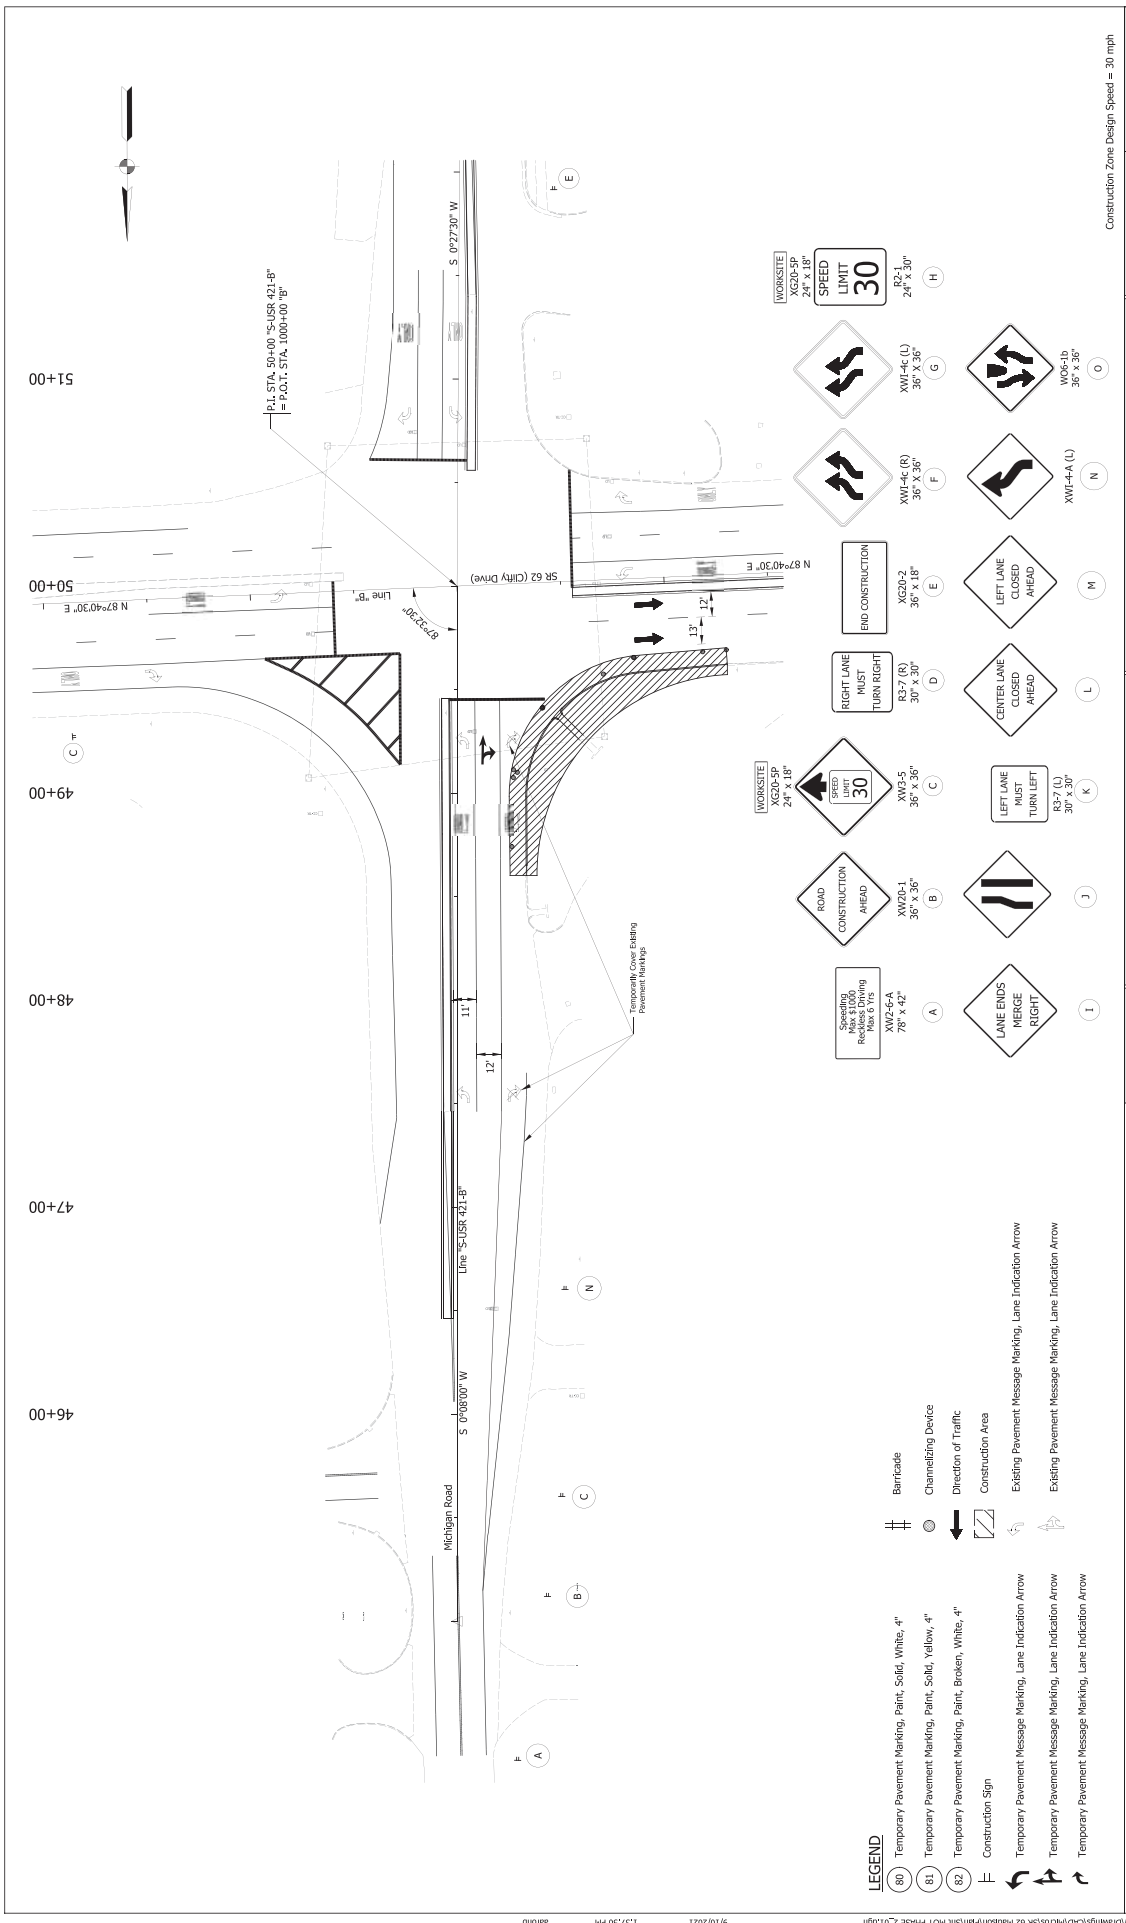 Construction Zone Design Speed = 30 mph
51+00
50+00
49+00
48+00
47+00
46+00
P.I. STA. 50+00 "S-USR 421-B"
= P.O.T. STA. 1000+00 "B"
S 0°27'30" W
E
N 87°40'30" E
Line "B"
87°32'30"
SR 62 (Clifty Drive)
N 87°40'30" E
12'
13'
C
11'
12'
Temporarily Cover Existing
Pavement Markings
Line "S-USR 421-B"
S 0°08'00" W
Michigan Road
N
C
B
A
Speeding
Max $1000
Reckless Driving
Max 6 Yrs
XW2-6-A
78" x 42"
A
ROAD
CONSTRUCTION
AHEAD
XW20-1
36" x 36"
B
WORKSITE
XG20-5P
24" x 18"
SPEED
LIMIT
30
XW3-5
36" x 36"
C
RIGHT LANE
MUST
TURN RIGHT
R3-7 (R)
30" x 30"
D
END CONSTRUCTION
XG20-2
36" x 18"
E
XWI-4c (R)
36" X 36"
F
XWI-4c (L)
36" X 36"
G
WORKSITE
XG20-5P
24" x 18"
SPEED
LIMIT
30
R2-1
24" x 30"
H
LANE ENDS
MERGE
RIGHT
I
J
LEFT LANE
MUST
TURN LEFT
R3-7 (L)
30" x 30"
K
CENTER LANE
CLOSED
AHEAD
L
LEFT LANE
CLOSED
AHEAD
M
XWI-4-A (L)
N
WO6-1b
36" x 36"
O
LEGEND
80 Temporary Pavement Marking, Paint, Solid, White, 4"
81 Temporary Pavement Marking, Paint, Solid, Yellow, 4"
82 Temporary Pavement Marking, Paint, Broken, White, 4"
Construction Sign
Temporary Pavement Message Marking, Lane Indication Arrow
Temporary Pavement Message Marking, Lane Indication Arrow
Temporary Pavement Message Marking, Lane Indication Arrow
Barricade
Channelizing Device
Direction of Traffic
Construction Area
Existing Pavement Message Marking, Lane Indication Arrow
Existing Pavement Message Marking, Lane Indication Arrow